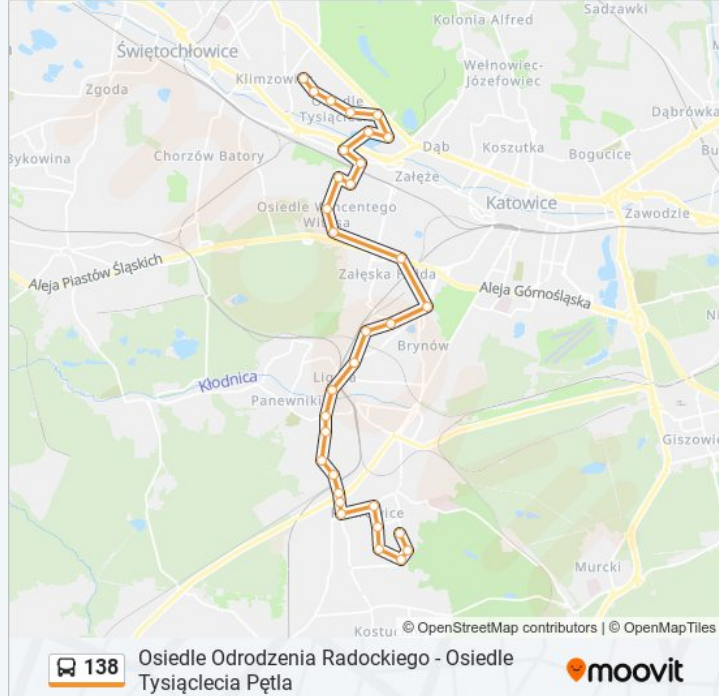 Sadzawki
Kolonia Alfred
Świętochłowice
Klimzow
Wełnowiec-
Józefowiec
Zgoda
Osiedle
Tysiąclecia
Dąbrówka
Dąb
Koszutka
Bogucice
Bykowina
Chorzów Batory
Załęże
Osiedle Wincentego
Witosa
Katowice
Zawodzie
Aleja Piastów Śląskich
Załęska Hałda
Aleja Górnośląska
Brynów
Kłodnica
Ligota
Panewniki
Giszowiec
Murcki
© OpenStreetMap contributors | © OpenMapTiles
138
Osiedle Odrodzenia Radockiego - Osiedle
Tysiąclecia Pętla
moovit